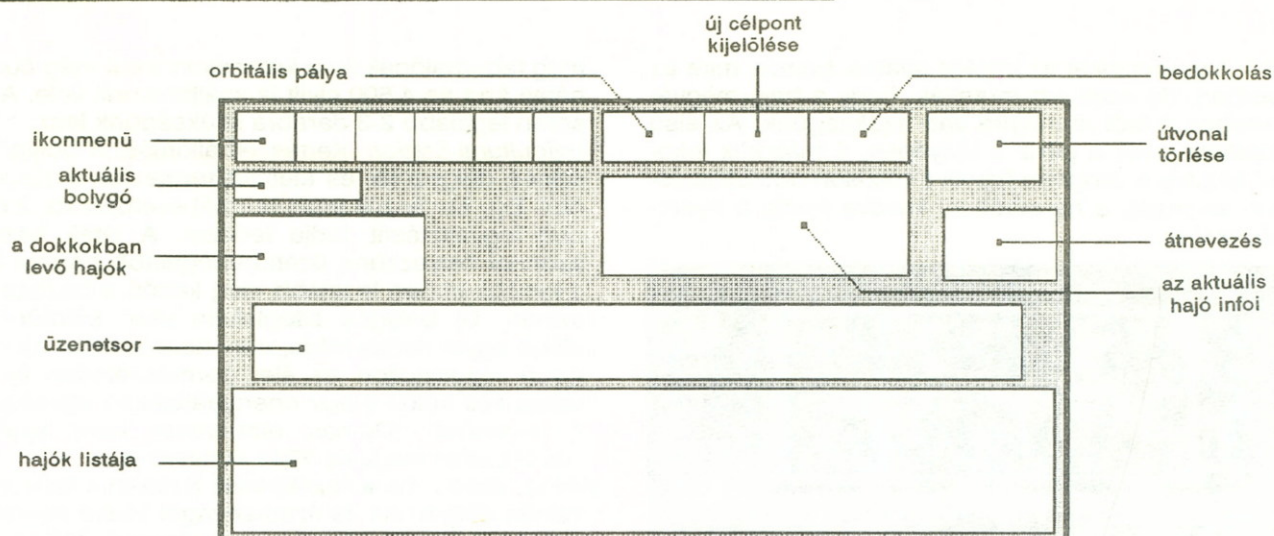 új célpont
kijelölése
orbitális pálya
bedokkolás
ikonmenü
útvonal
törlése
aktuális
bolygó
a dokkokban
levő hajók
átnevezés
az aktuális
hajó infoi
üzenetsor
hajók listája